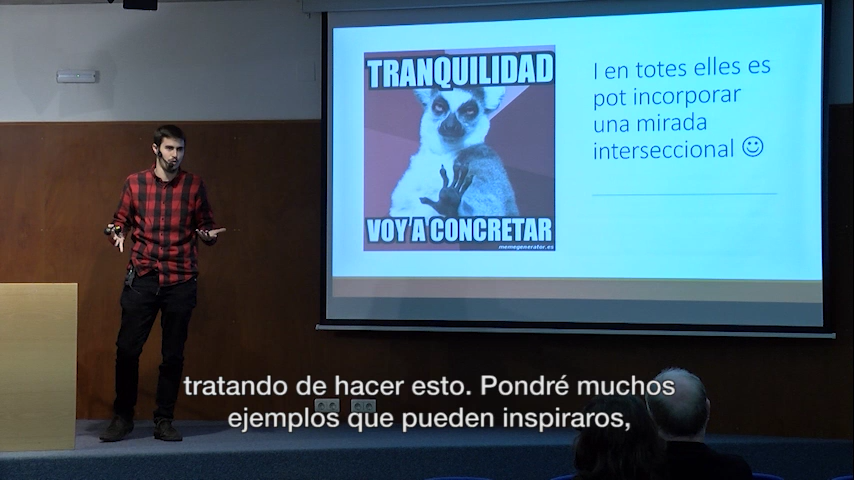 TRANQUILIDAD
VOY A CONCRETAR
memegenerator.es
I en totes elles es
pot incorporar
una mirada
interseccional ☺
tratando de hacer esto. Pondré muchos
ejemplos que pueden inspiraros,